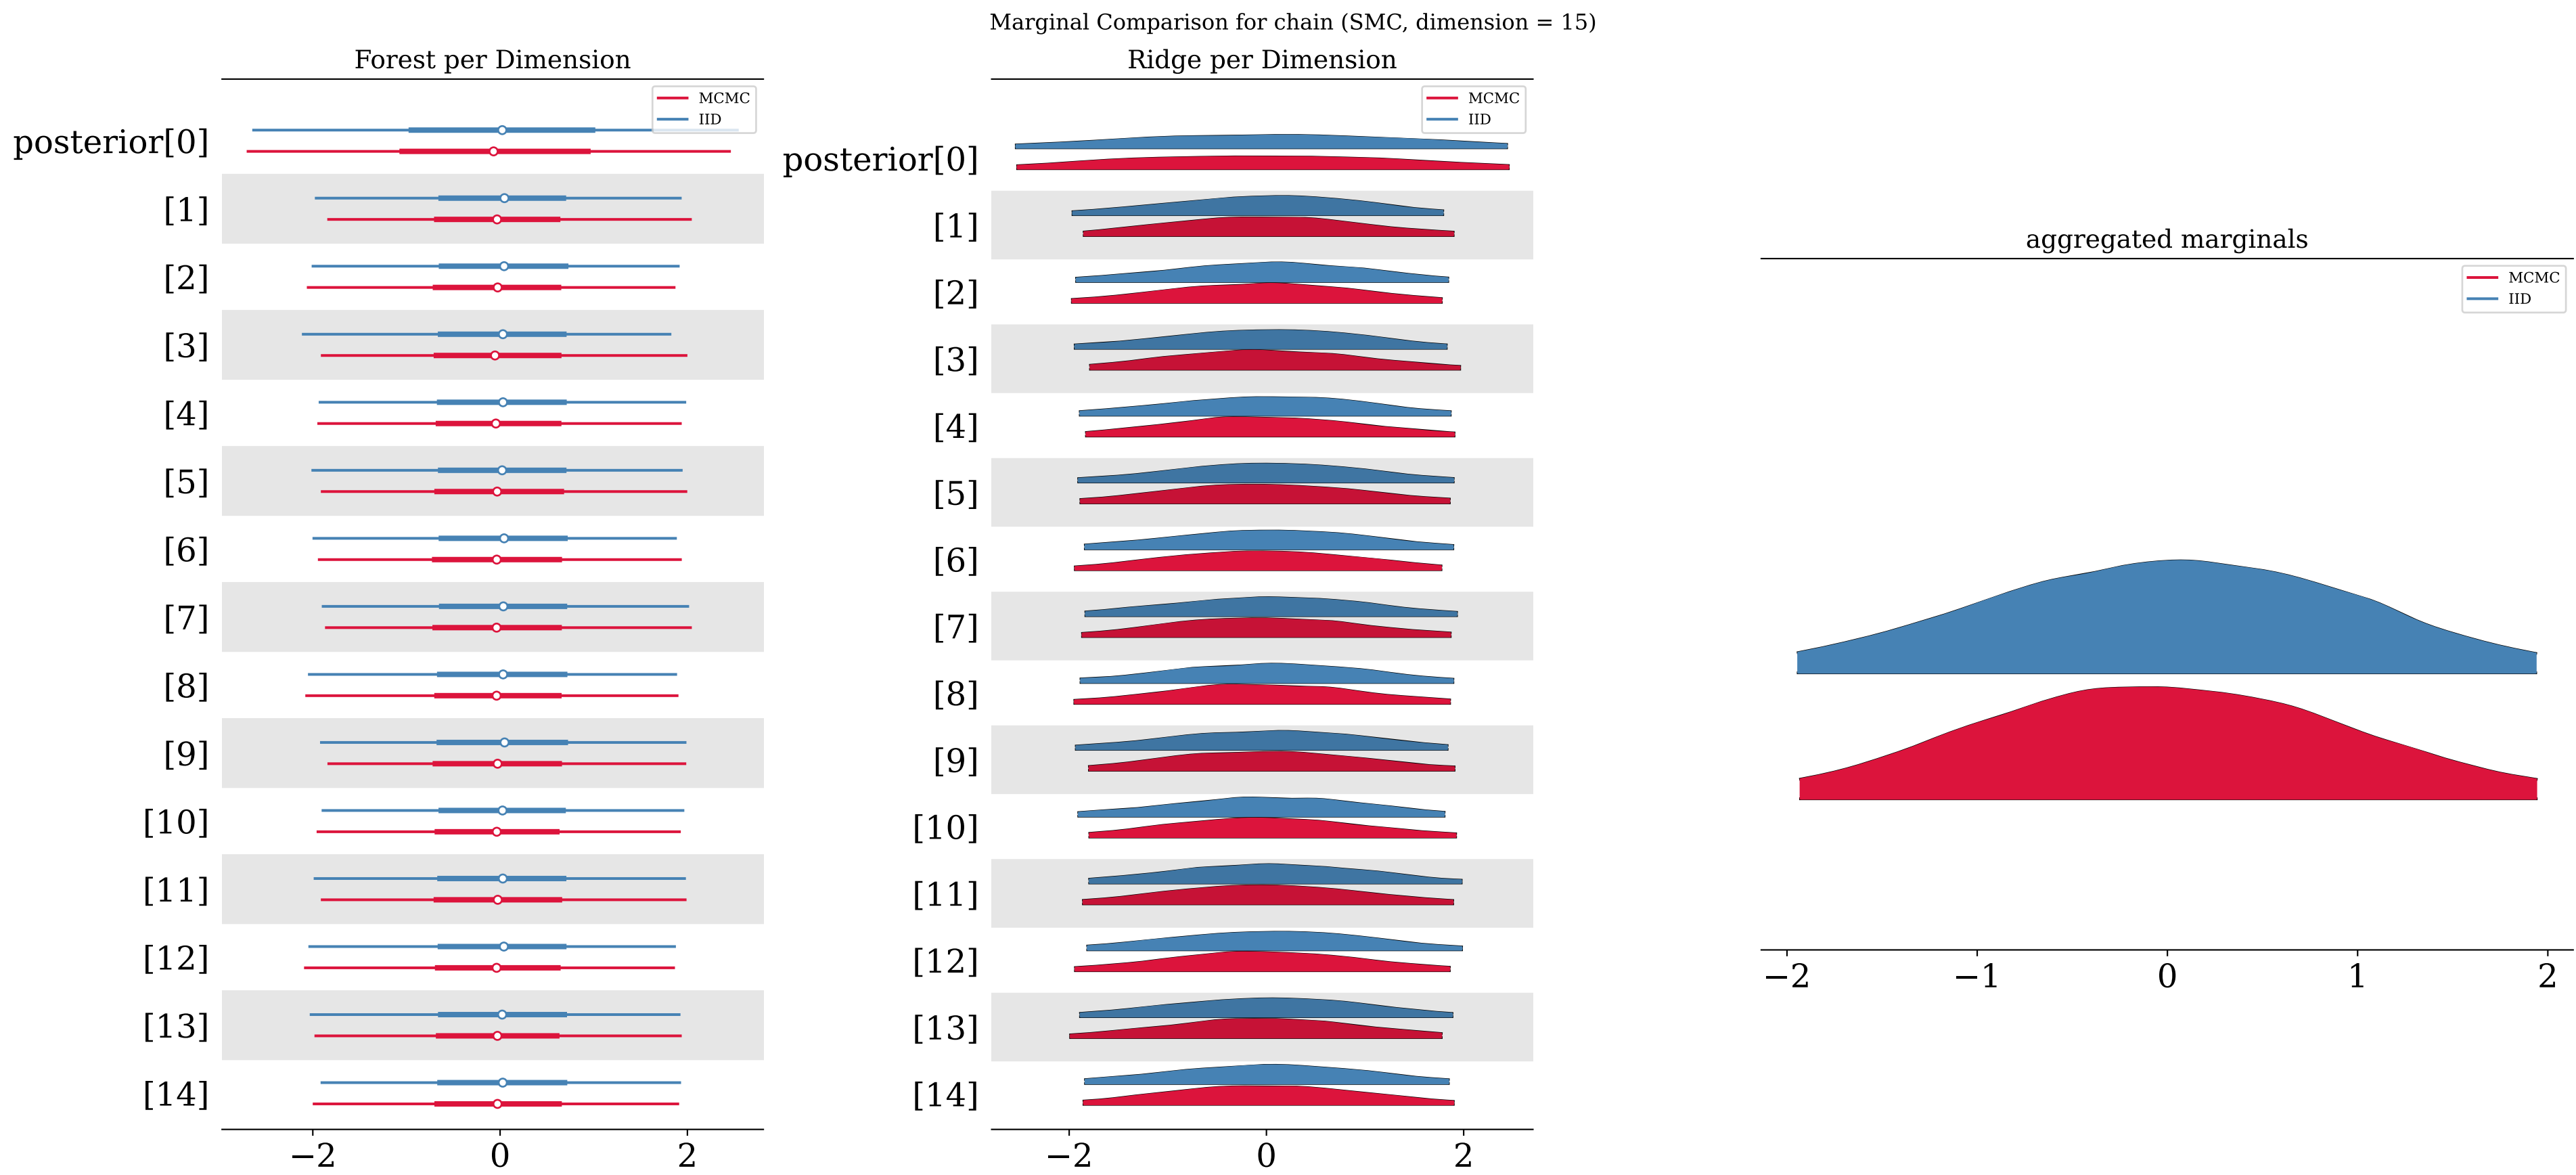 Marginal Comparison for chain (SMC, dimension = 15)
Forest per Dimension
MCMC
IID
posterior[0]
[1]
[2]
[3]
[4]
[5]
[6]
[7]
[8]
[9]
[10]
[11]
[12]
[13]
[14]
−2 0 2
Ridge per Dimension
MCMC
IID
posterior[0]
[1]
[2]
[3]
[4]
[5]
[6]
[7]
[8]
[9]
[10]
[11]
[12]
[13]
[14]
−2 0 2
aggregated marginals
MCMC
IID
−2 −1 0 1 2